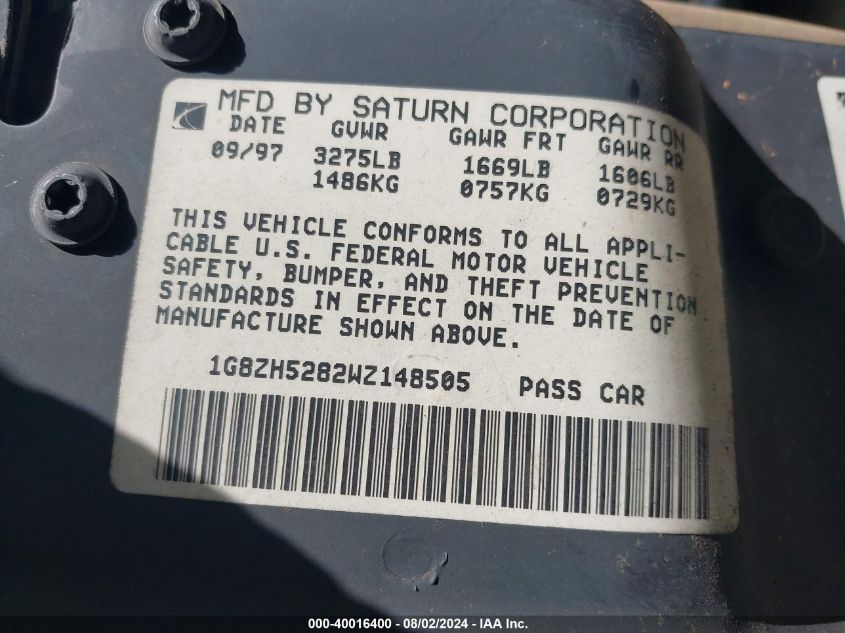 MFD BY SATURN CORPORATION
DATE GVWR GAWR FRT GAWR RR
09/97 3275LB 1669LB 1606LB
1486KG 0757KG 0729KG
THIS VEHICLE CONFORMS TO ALL APPLI-
CABLE U.S. FEDERAL MOTOR VEHICLE
SAFETY, BUMPER, AND THEFT PREVENTION
STANDARDS IN EFFECT ON THE DATE OF
MANUFACTURE SHOWN ABOVE.
1G8ZH5282WZ148505 PASS CAR
000-40016400 - 08/02/2024 - IAA Inc.